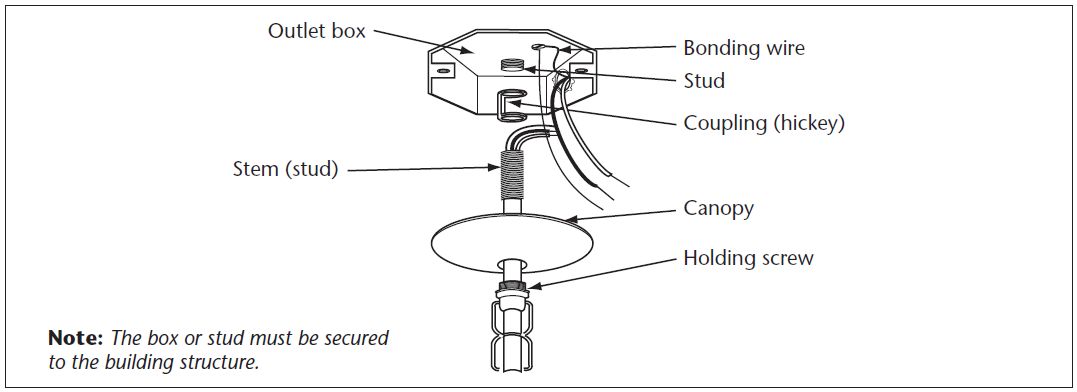 Outlet box
Bonding wire
Stud
Coupling (hickey)
Stem (stud)
Canopy
Holding screw
Note: The box or stud must be secured
to the building structure.